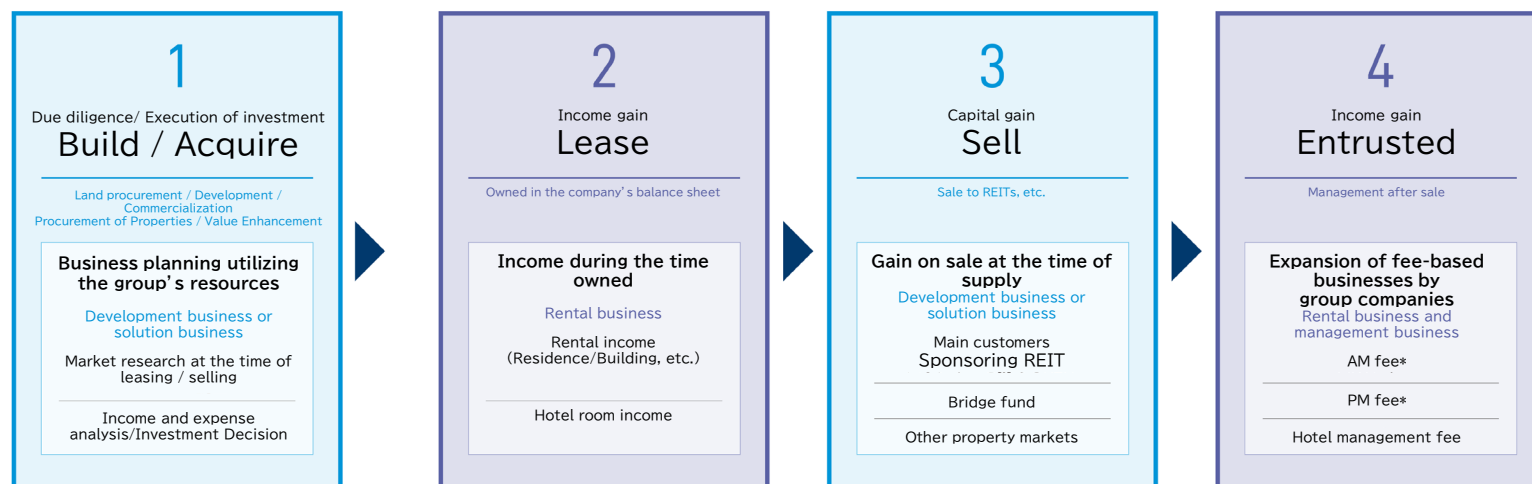 1
Due diligence/ Execution of investment
Build / Acquire
Land procurement / Development /
Commercialization
Procurement of Properties / Value Enhancement
Business planning utilizing
the group's resources
Development business or
solution business
Market research at the time of
leasing / selling
Income and expense
analysis/Investment Decision
2
Income gain
Lease
Owned in the company's balance sheet
Income during the time
owned
Rental business
Rental income
(Residence/Building, etc.)
Hotel room income
3
Capital gain
Sell
Sale to REITs, etc.
Gain on sale at the time of
supply
Development business or
solution business
Main customers
Sponsoring REIT
Bridge fund
Other property markets
4
Income gain
Entrusted
Management after sale
Expansion of fee-based
businesses by
group companies
Rental business and
management business
AM fee*
PM fee*
Hotel management fee